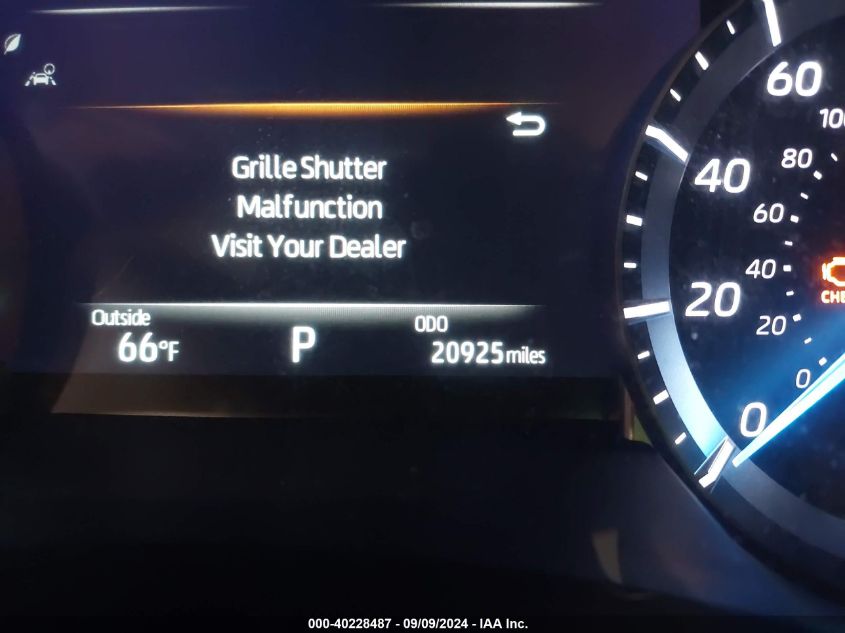 Grille Shutter
Malfunction
Visit Your Dealer
Outside
66°F
P
ODO
20925 miles
60
40
20
0
100
80
60
40
20
0
000-40228487 - 09/09/2024 - IAA Inc.